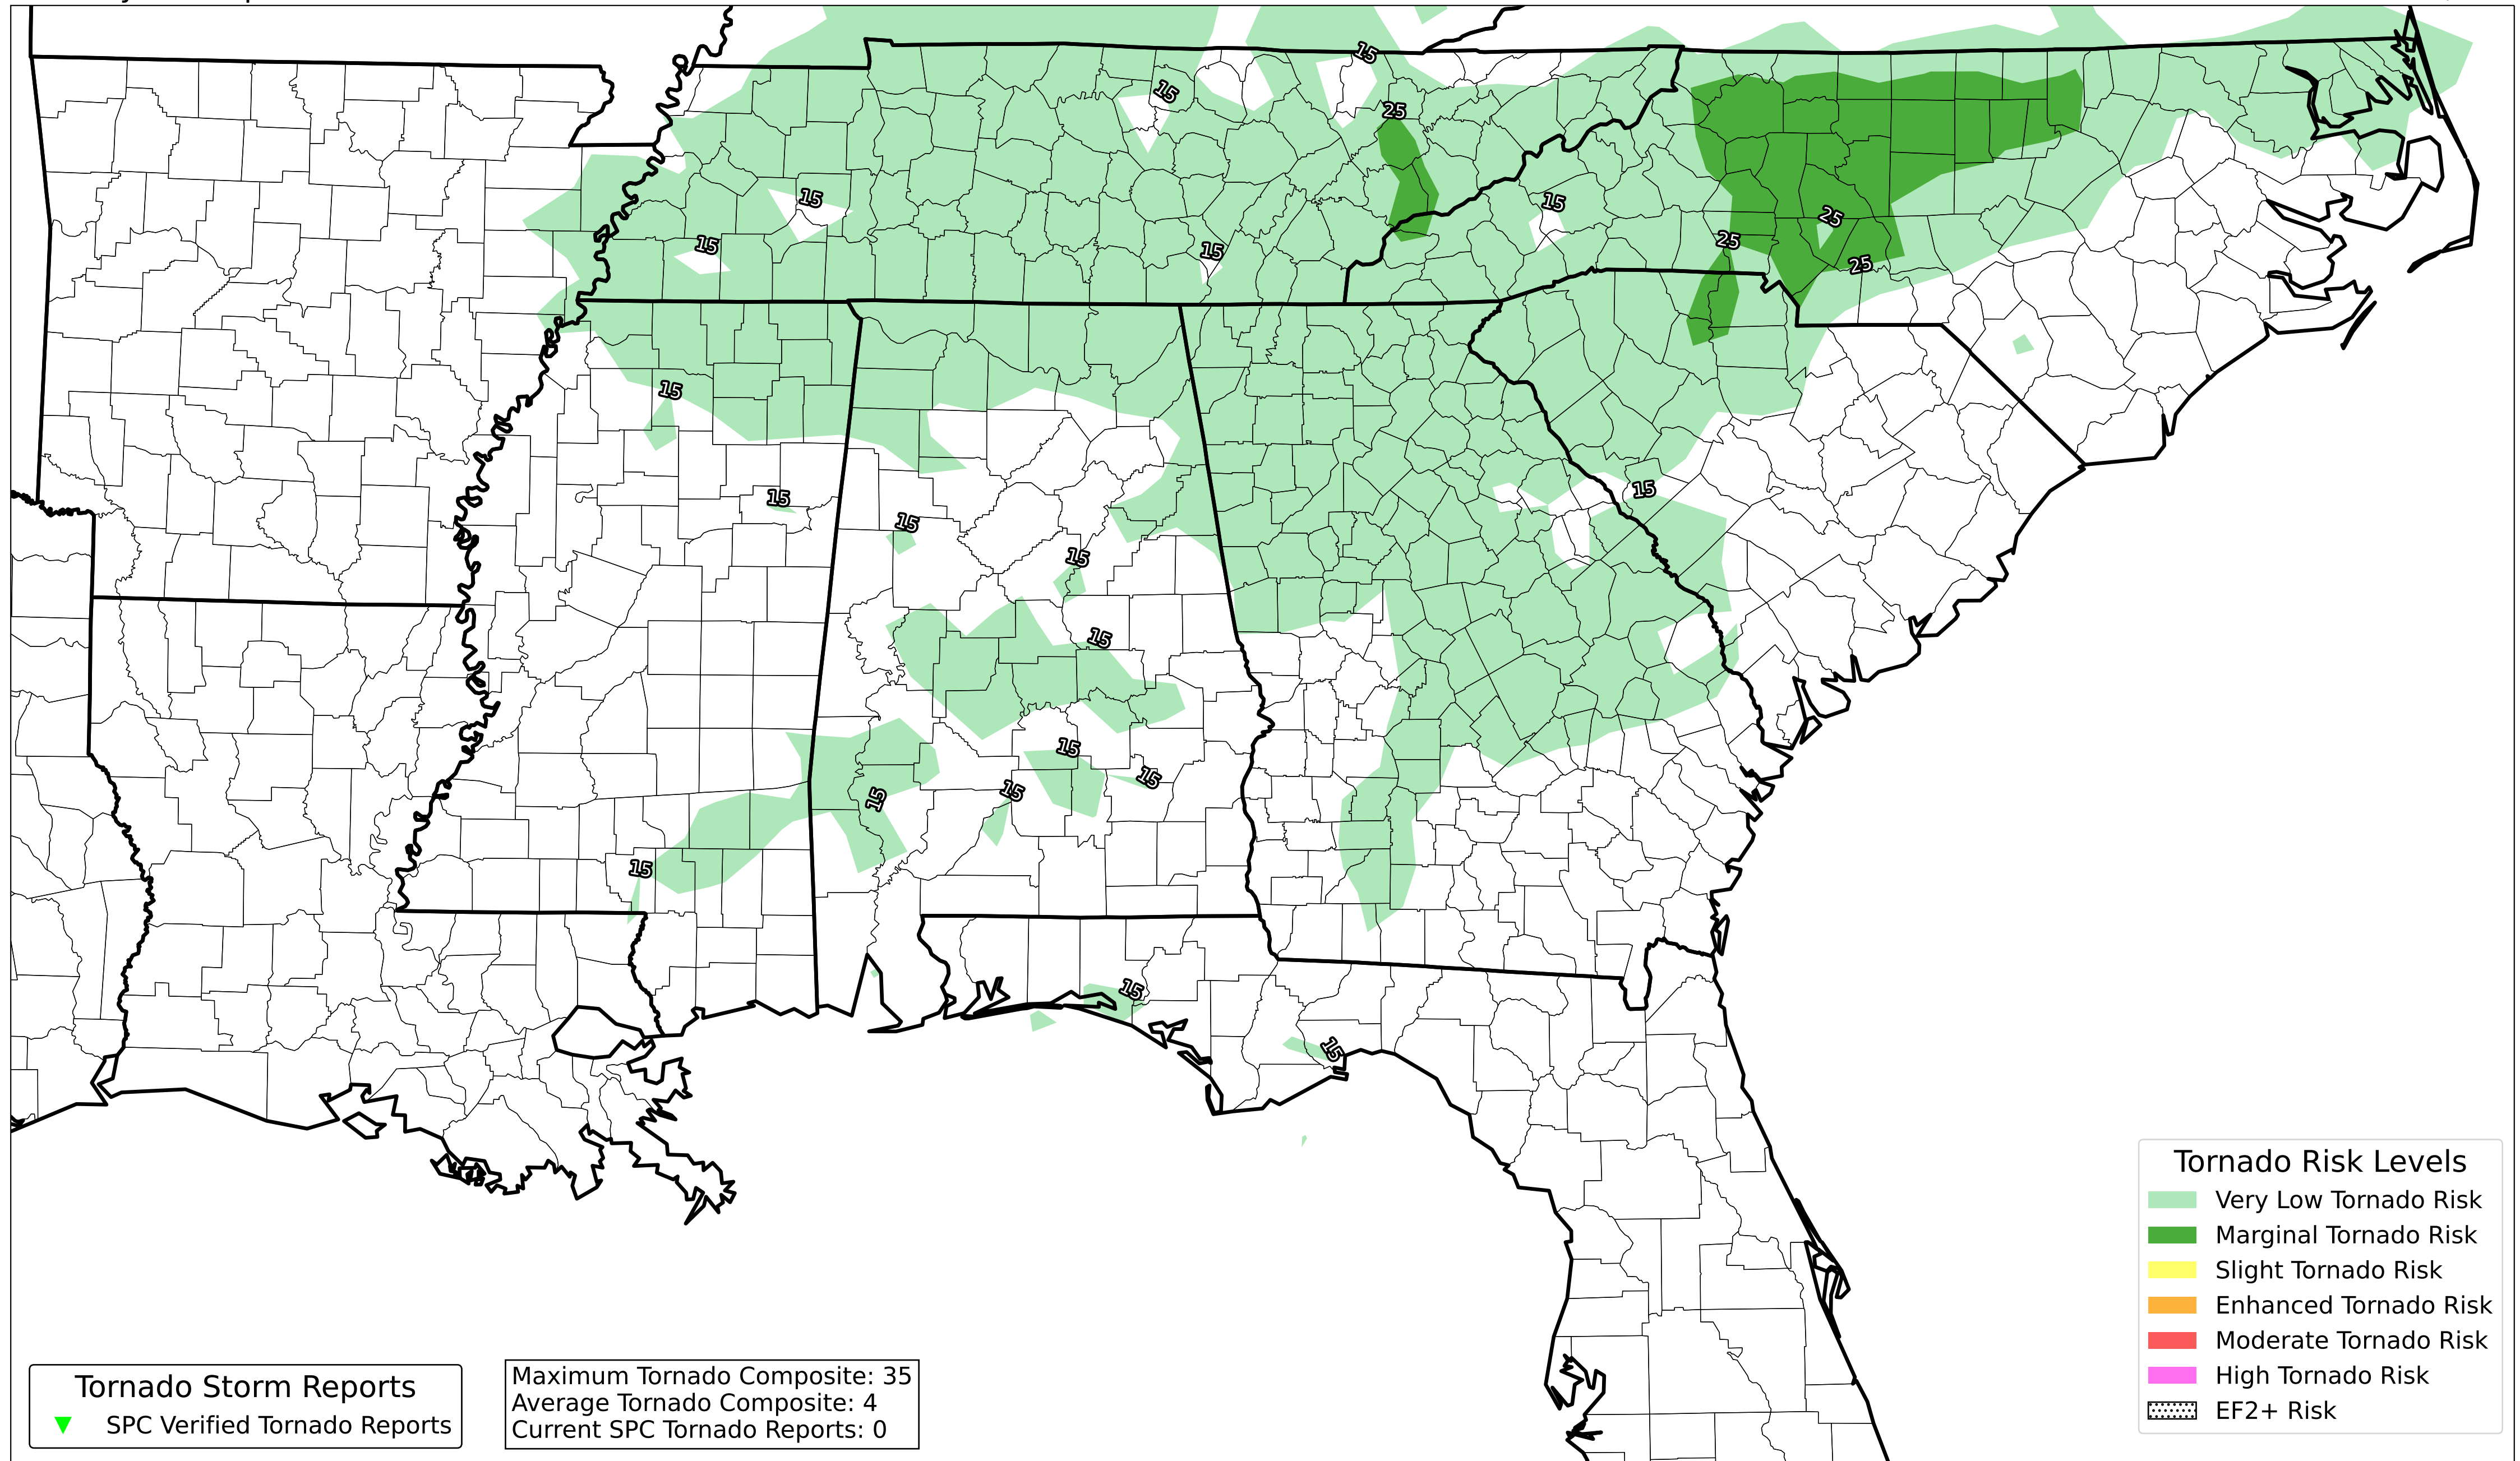 15
15
25
15
15
15
15
25
25
25
15
15
15
15
15
15
15
15
15
15
15
15
15
Tornado Risk Levels
Very Low Tornado Risk
Marginal Tornado Risk
Slight Tornado Risk
Enhanced Tornado Risk
Moderate Tornado Risk
High Tornado Risk
EF2+ Risk
Tornado Storm Reports
SPC Verified Tornado Reports
Maximum Tornado Composite: 35
Average Tornado Composite: 4
Current SPC Tornado Reports: 0